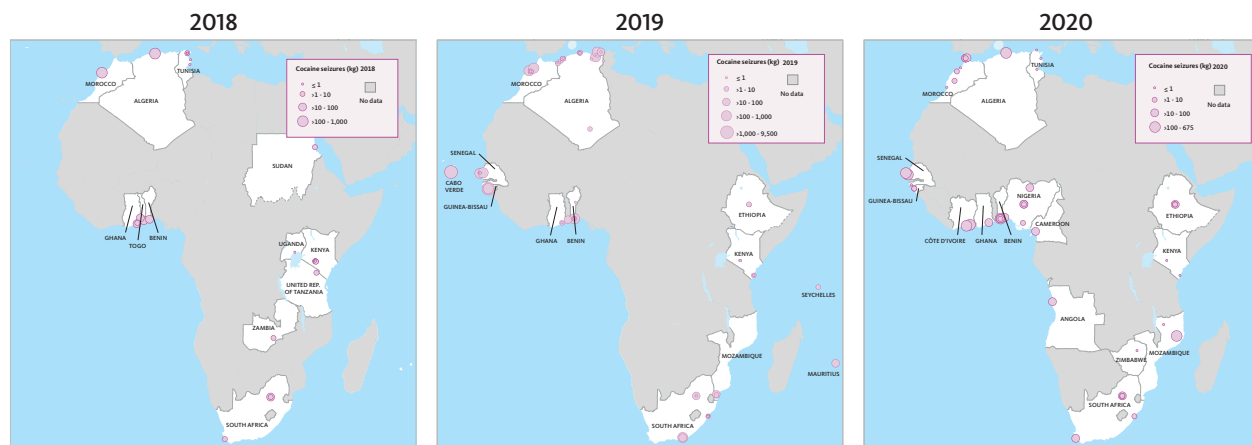 2018
2019
2020
Cocaine seizures (kg) 2018
≤ 1
>1 - 10
>10 - 100
>100 - 1,000
No data
MOROCCO
ALGERIA
TUNISIA
SUDAN
GHANA
TOGO
BENIN
UGANDA
KENYA
UNITED REP.
OF TANZANIA
ZAMBIA
SOUTH AFRICA
Cocaine seizures (kg) 2019
≤ 1
>1 - 10
>10 - 100
>100 - 1,000
>1,000 - 9,500
No data
MOROCCO
ALGERIA
SENEGAL
CABO
VERDE
GUINEA-BISSAU
GHANA
BENIN
ETHIOPIA
KENYA
SEYCHELLES
MOZAMBIQUE
MAURITIUS
SOUTH AFRICA
Cocaine seizures (kg) 2020
≤ 1
>1 - 10
>10 - 100
>100 - 675
No data
TUNISIA
MOROCCO
ALGERIA
SENEGAL
GUINEA-BISSAU
NIGERIA
CÔTE D'IVOIRE
GHANA
BENIN
CAMEROON
ETHIOPIA
KENYA
ANGOLA
ZIMBABWE
MOZAMBIQUE
SOUTH AFRICA